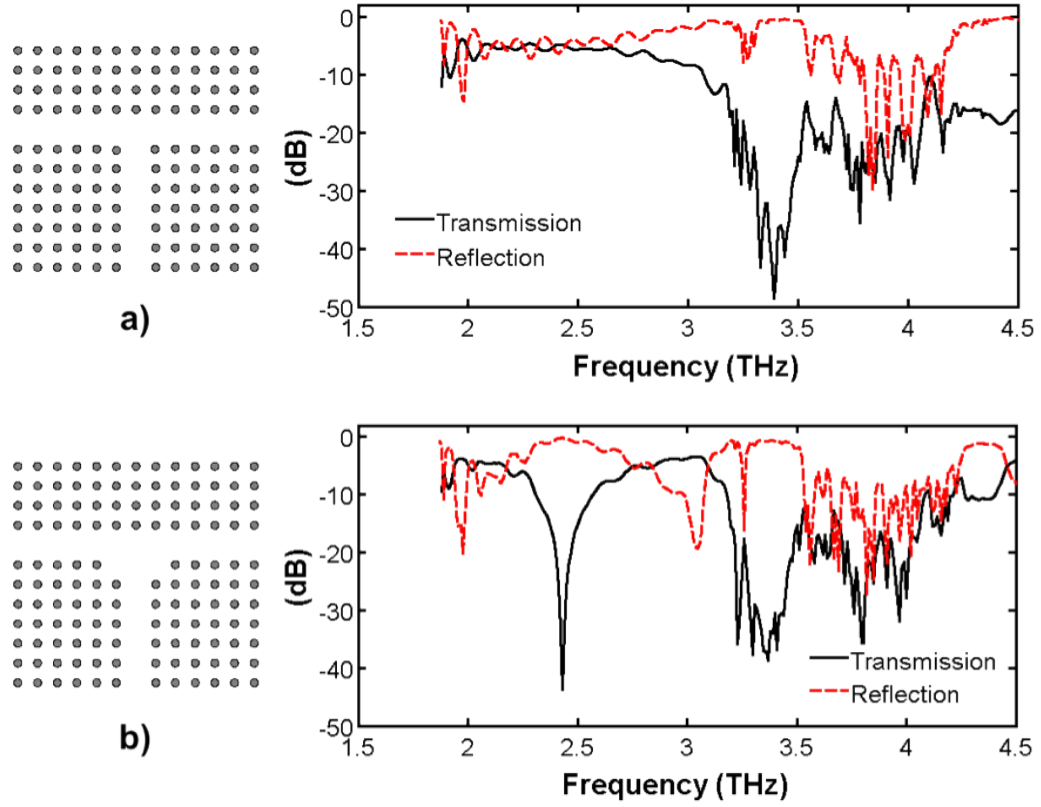 0
-10
-20
-30
-40
-50
(dB)
Transmission
Reflection
1.5 2 2.5 3 3.5 4 4.5
Frequency (THz)
a)
0
-10
-20
-30
-40
-50
(dB)
Transmission
Reflection
1.5 2 2.5 3 3.5 4 4.5
Frequency (THz)
b)